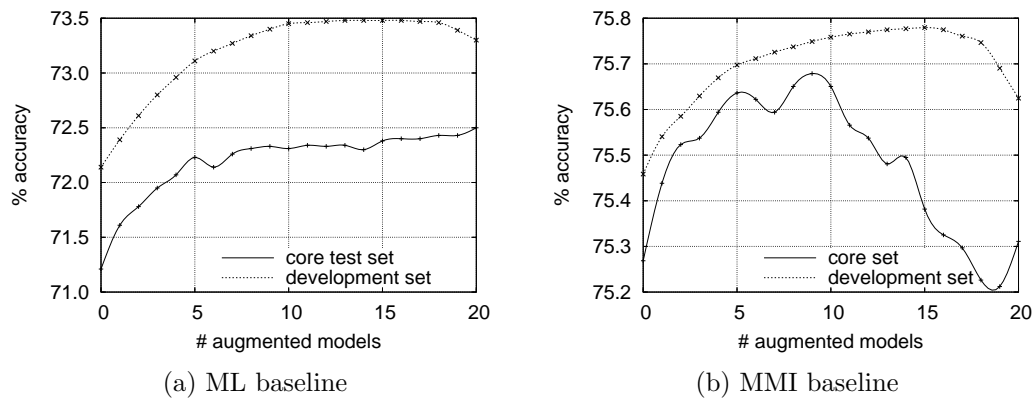 73.5
73.0
72.5
72.0
71.5
71.0
% accuracy
0 5 10 15 20
# augmented models
core test set
development set
(a) ML baseline
75.8
75.7
75.6
75.5
75.4
75.3
75.2
% accuracy
0 5 10 15 20
# augmented models
core set
development set
(b) MMI baseline